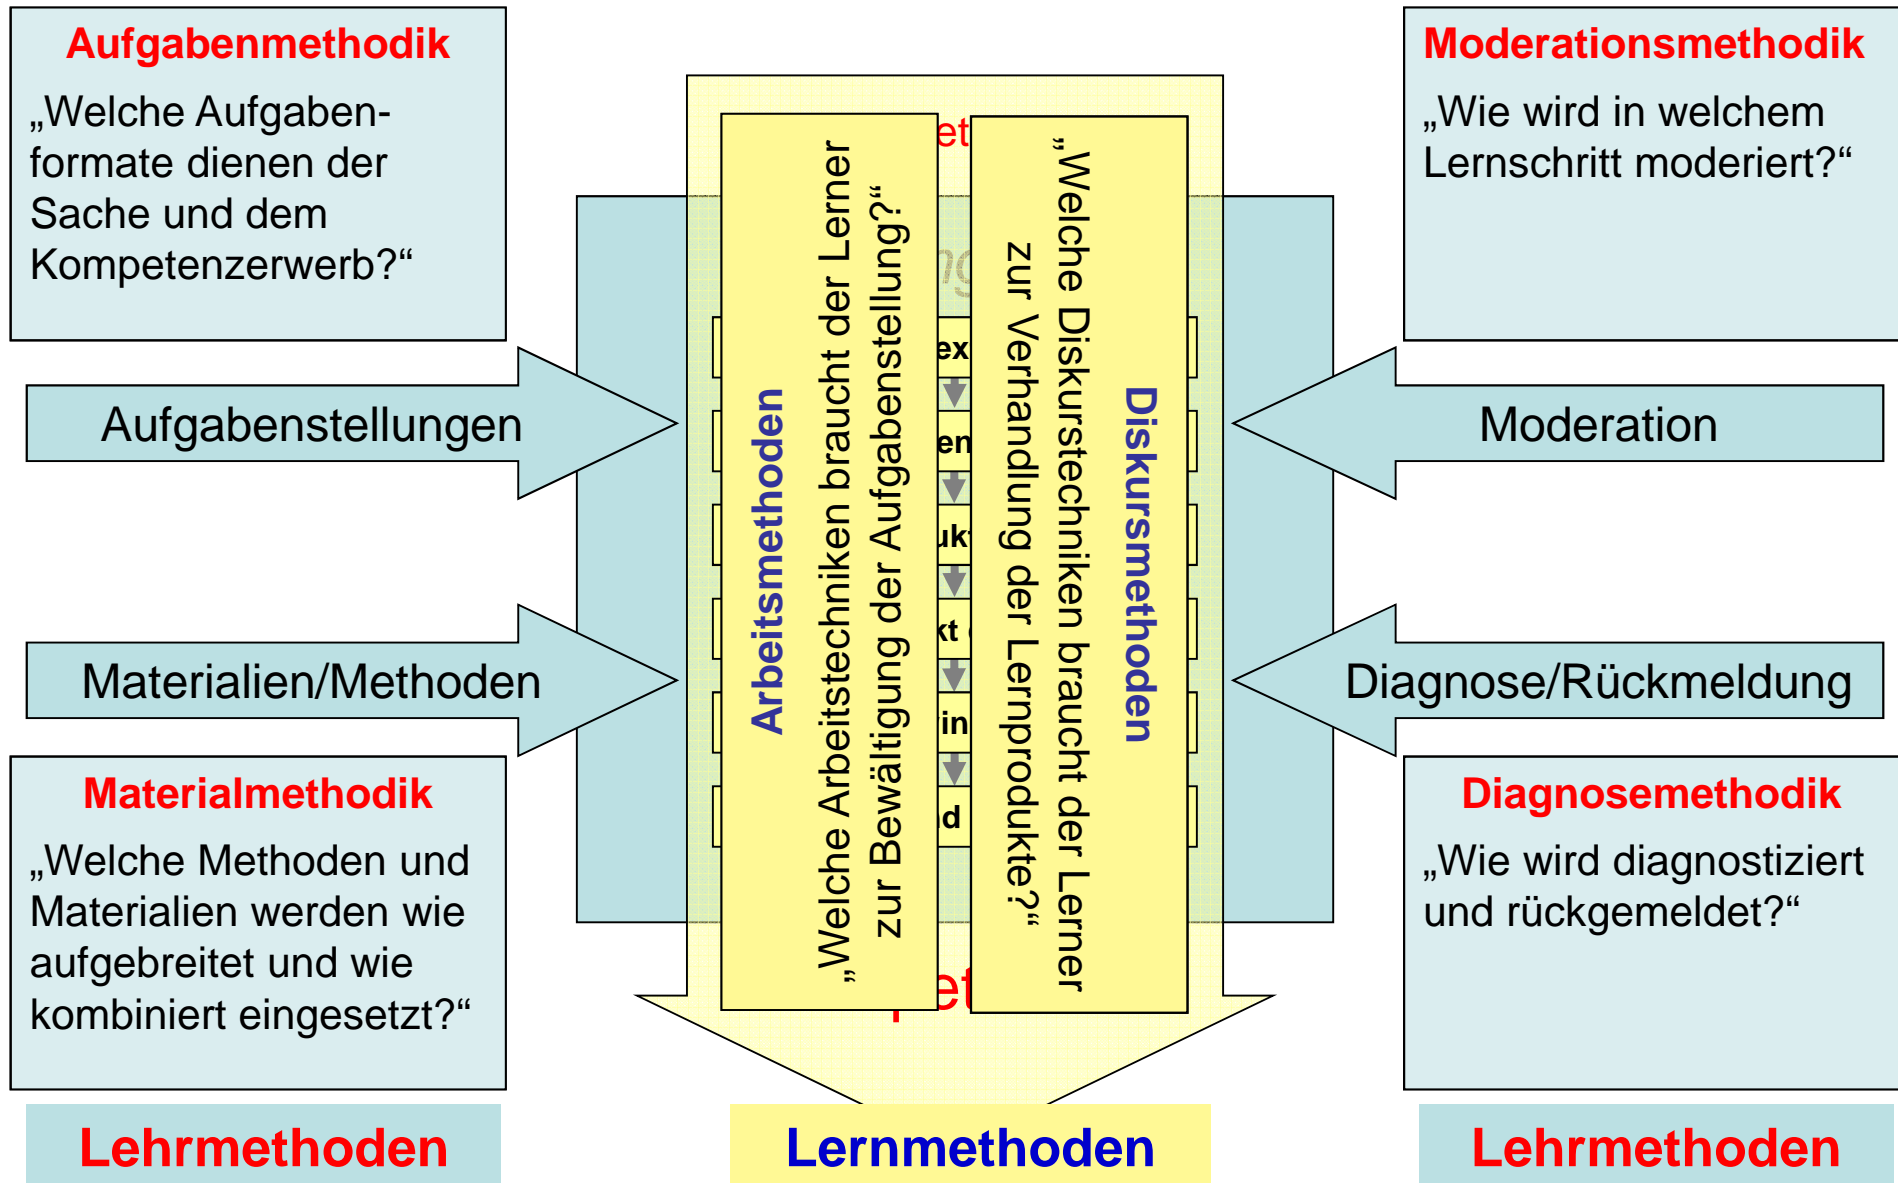 Aufgabenmethodik
„Welche Aufgaben-
formate dienen der
Sache und dem
Kompetenzerwerb?“
Aufgabenstellungen
Materialien/Methoden
Materialmethodik
„Welche Methoden und
Materialien werden wie
aufgebreitet und wie
kombiniert eingesetzt?“
Lehrmethoden
Arbeitsmethoden
„Welche Arbeitstechniken braucht der Lerner
zur Bewältigung der Aufgabenstellung?“
Diskursmethoden
„Welche Diskurstechniken braucht der Lerner
zur Verhandlung der Lernprodukte?“
Lernmethoden
Moderationsmethodik
„Wie wird in welchem
Lernschritt moderiert?“
Moderation
Diagnose/Rückmeldung
Diagnosemethodik
„Wie wird diagnostiziert
und rückgemeldet?“
Lehrmethoden